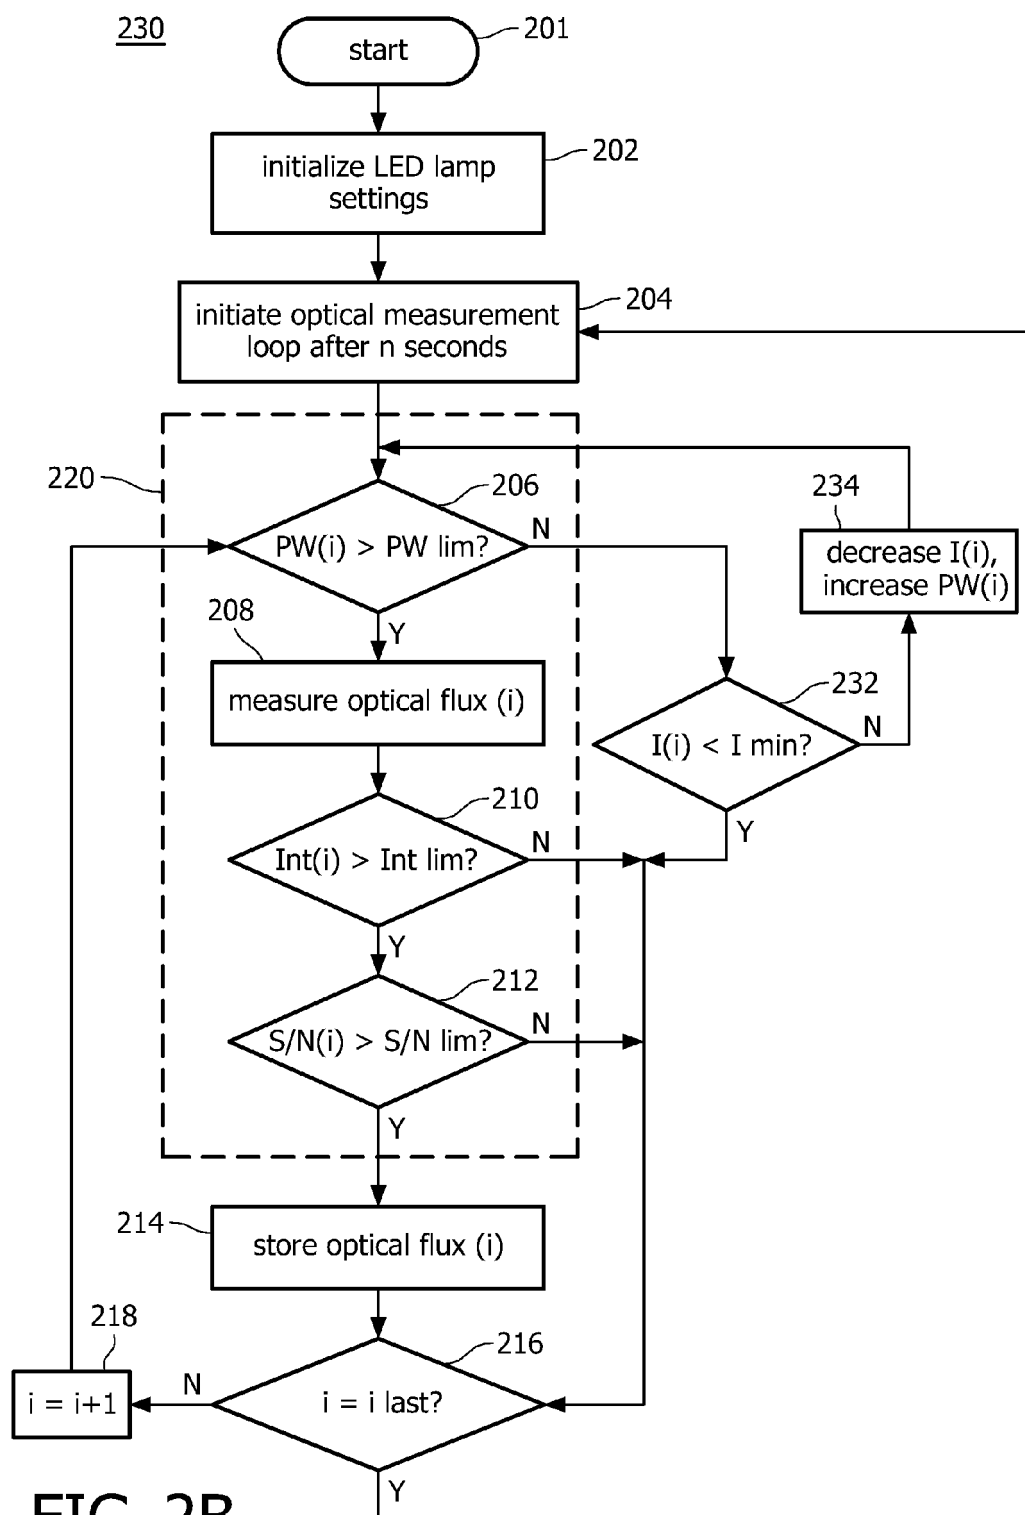 230
start
201
initialize LED lamp
settings
202
initiate optical measurement
loop after n seconds
204
220
206
PW(i) > PW lim?
N
Y
234
decrease I(i),
increase PW(i)
208
measure optical flux (i)
232
I(i) < I min?
N
Y
210
Int(i) > Int lim?
N
Y
212
S/N(i) > S/N lim?
N
Y
214
store optical flux (i)
218
i = i+1
216
i = i last?
N
Y
FIG. 2B